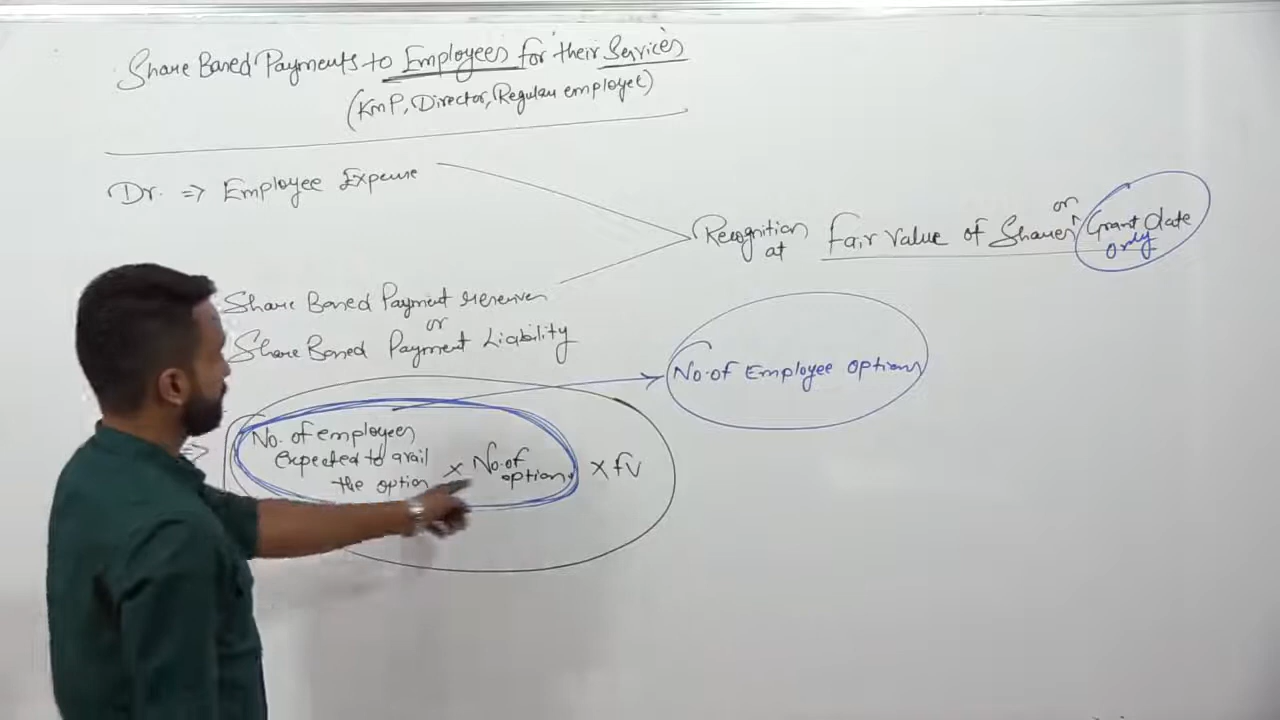 Share Based Payments to Employees for their Services
(KMP, Director, Regular employee)
Dr. => Employee Expense
Recognition at Fair Value of Shares on Grant date only
Share Based Payment reserve
or
Share Based Payment Liability
No. of Employee options
No. of employees
expected to avail
the option × No. of options × FV